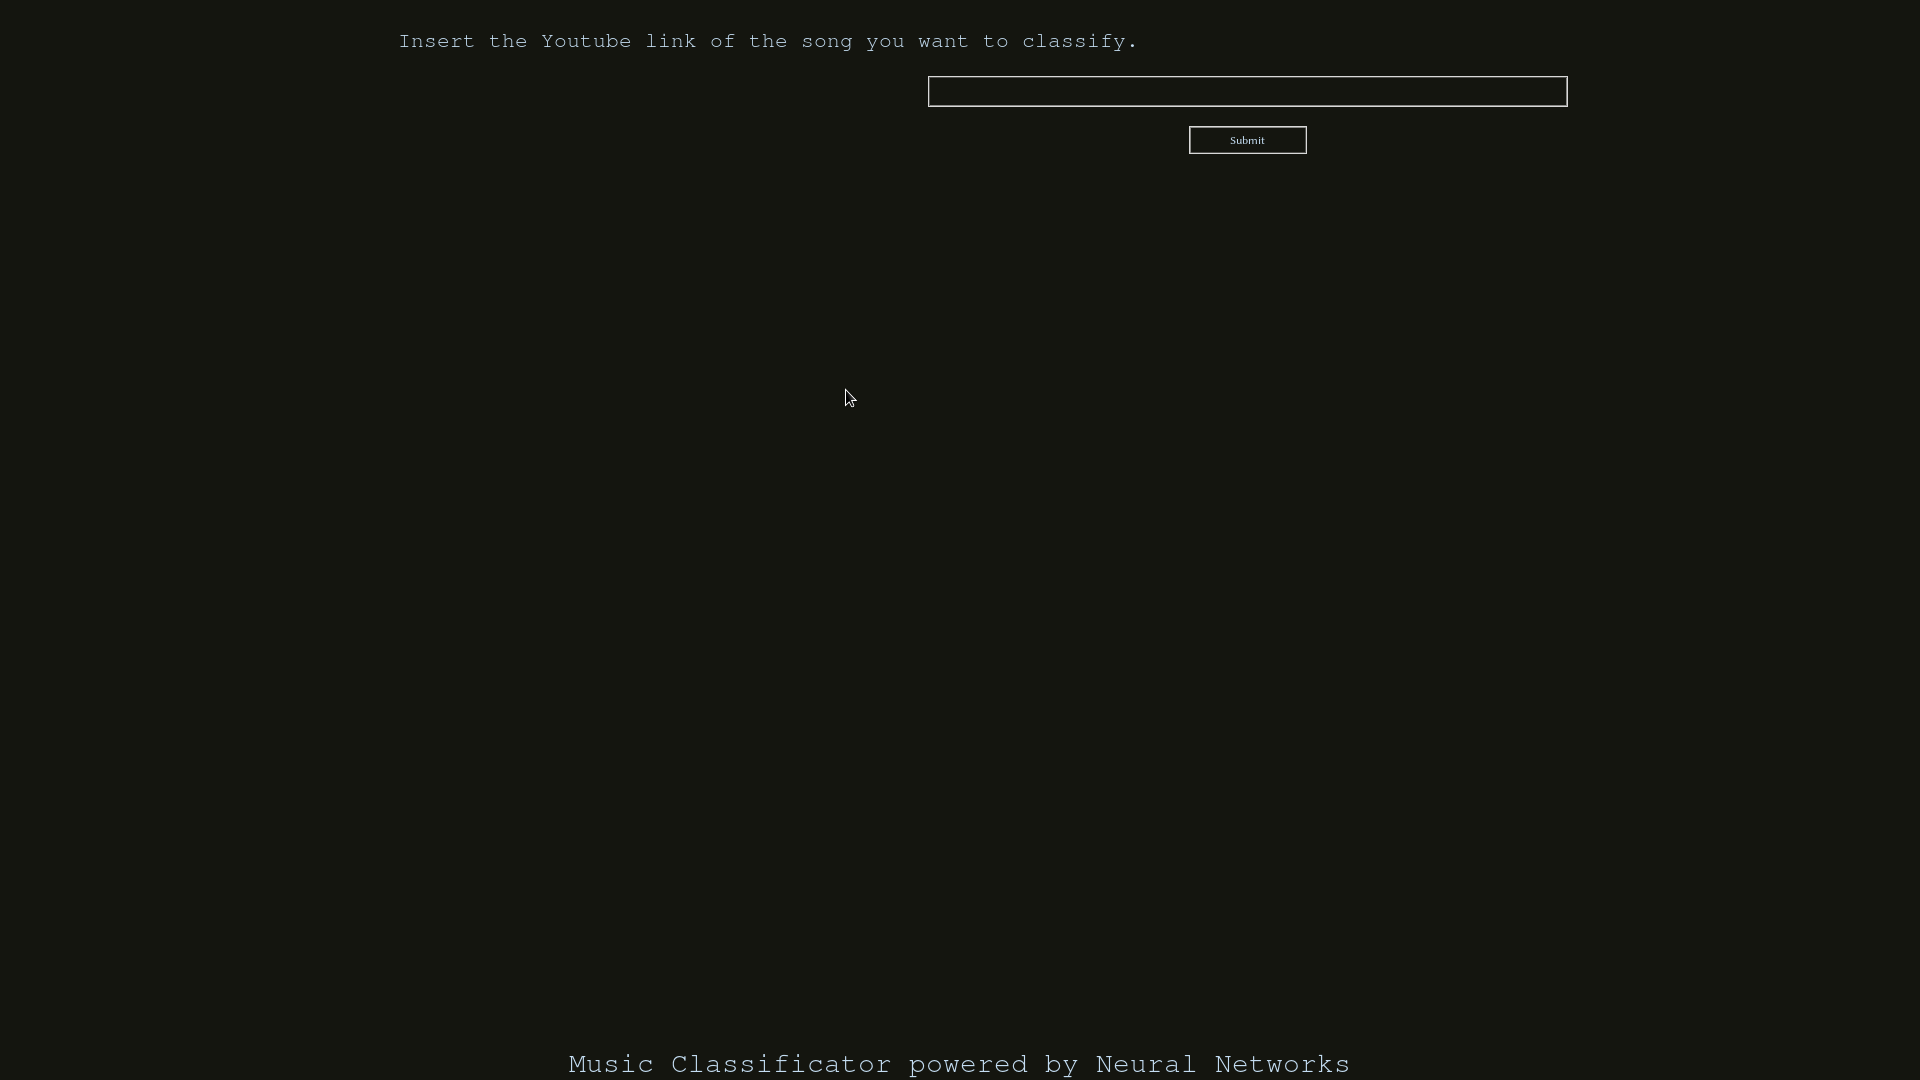 Insert the Youtube link of the song you want to classify.
Submit
Music Classificator powered by Neural Networks